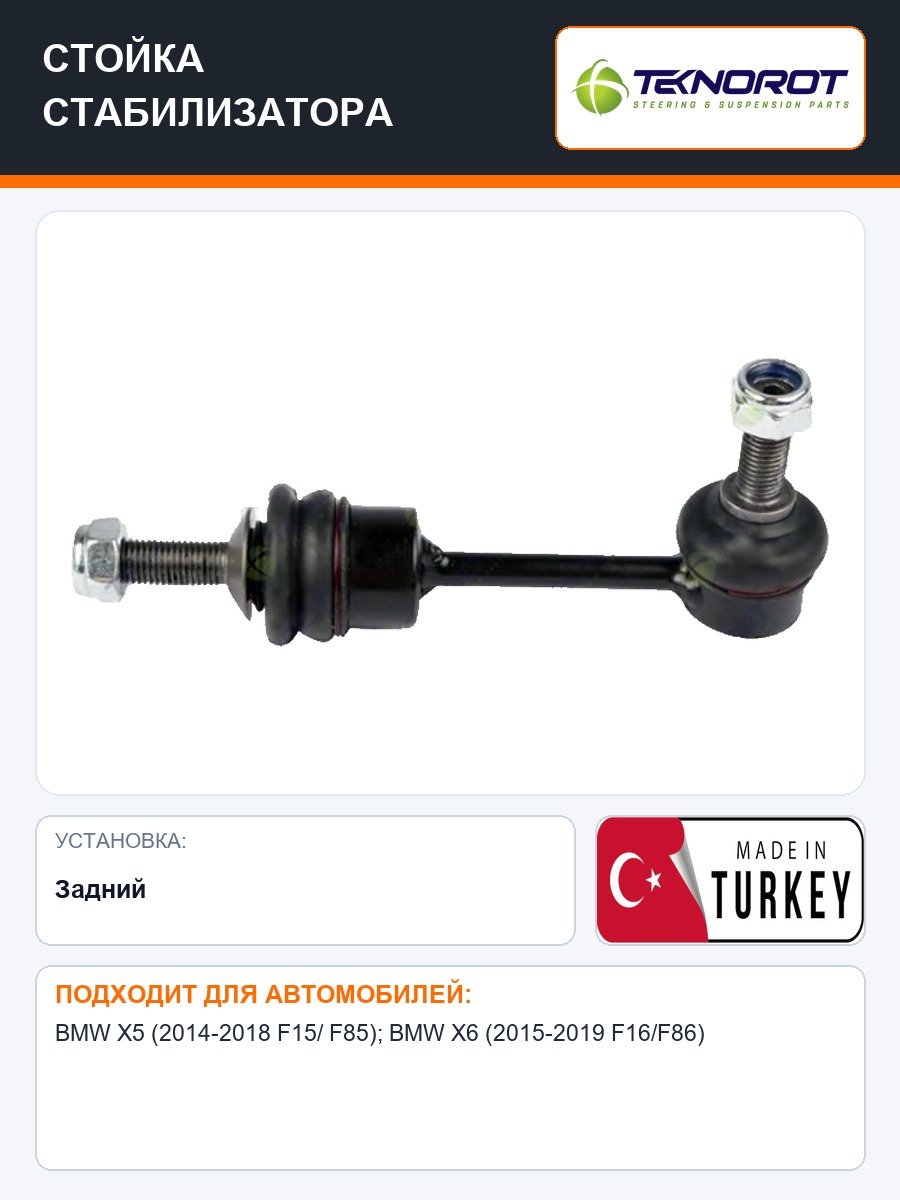 СТОЙКА
СТАБИЛИЗАТОРА
TEKNOROT
STEERING & SUSPENSION PARTS
УСТАНОВКА:
Задний
MADE IN
TURKEY
ПОДХОДИТ ДЛЯ АВТОМОБИЛЕЙ:
BMW X5 (2014-2018 F15/ F85); BMW X6 (2015-2019 F16/F86)